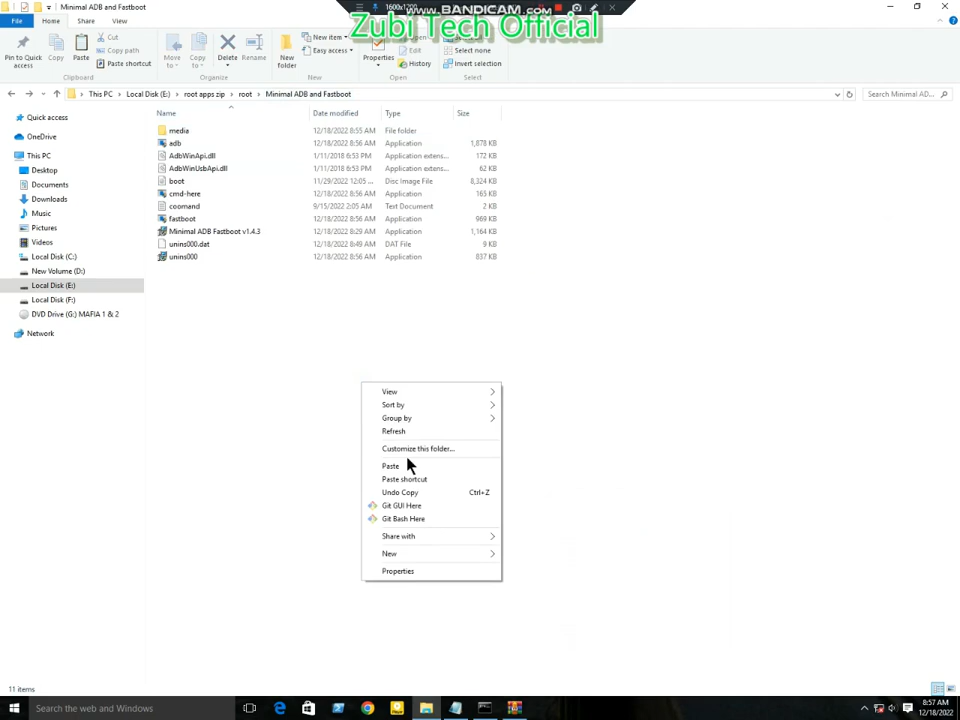 Minimal ADB and Fastboot
www.BANDICAM.com
Zubi Tech Official
File
Home
Share
View
Pin to Quick access
Copy
Paste
Cut
Copy path
Paste shortcut
Clipboard
Move to
Copy to
Delete
Rename
Organize
New folder
New item
Easy access
New
Properties
Edit
History
Open
Select none
Invert selection
Select
This PC > Local Disk (E:) > root apps zip > root > Minimal ADB and Fastboot
Search Minimal AD...
Name Date modified Type Size
media 12/18/2022 8:55 AM File folder
adb 12/18/2022 8:56 AM Application 1,878 KB
AdbWinApi.dll 1/11/2018 6:53 PM Application extens... 172 KB
AdbWinUsbApi.dll 1/11/2018 6:53 PM Application extens... 62 KB
boot 11/29/2022 12:05 ... Disc Image File 8,324 KB
cmd-here 12/18/2022 8:56 AM Application 165 KB
coomand 9/15/2022 2:05 AM Text Document 2 KB
fastboot 12/18/2022 8:56 AM Application 969 KB
Minimal ADB Fastboot v1.4.3 12/18/2022 8:29 AM Application 1,164 KB
unins000.dat 12/18/2022 8:49 AM DAT File 9 KB
unins000 12/18/2022 8:56 AM Application 837 KB
Quick access
OneDrive
This PC
Desktop
Documents
Downloads
Music
Pictures
Videos
Local Disk (C:)
New Volume (D:)
Local Disk (E:)
Local Disk (F:)
DVD Drive (G:) MAFIA 1 & 2
Network
View
Sort by
Group by
Refresh
Customize this folder...
Paste
Paste shortcut
Undo Copy Ctrl+Z
Git GUI Here
Git Bash Here
Share with
New
Properties
11 items
Search the web and Windows
8:57 AM
12/18/2022